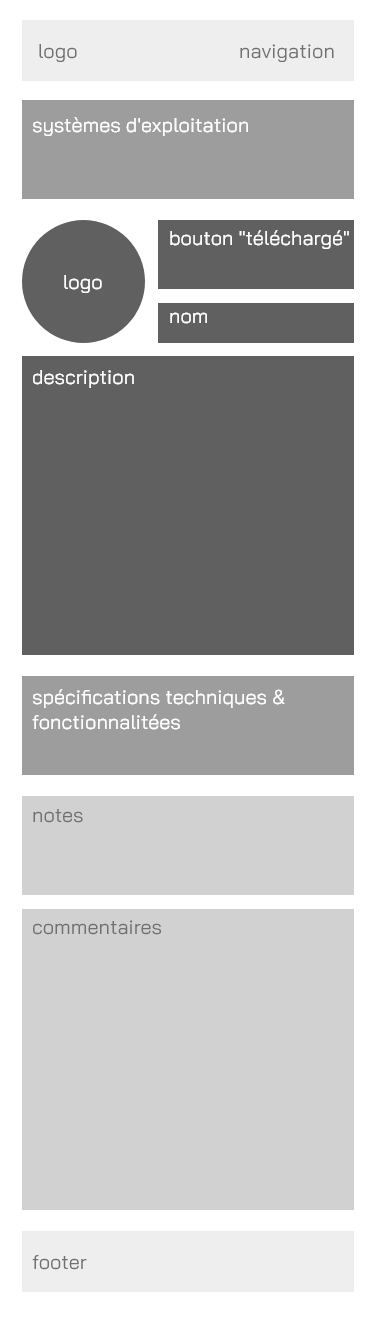 logo
navigation
systèmes d'exploitation
logo
bouton "téléchargé"
nom
description
spécifications techniques &
fonctionnalitées
notes
commentaires
footer